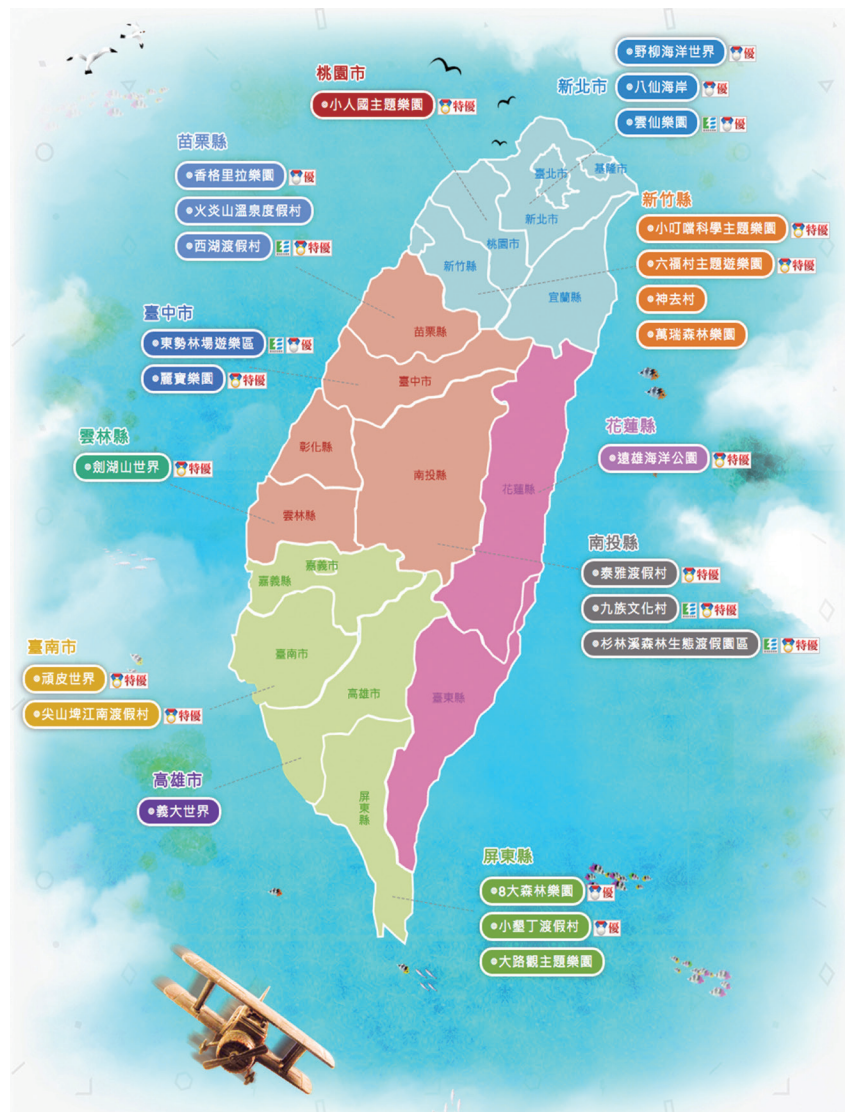 野柳海洋世界 優
桃園市
新北市
八仙海岸 優
小人國主題樂園 特優
雲仙樂園 優
苗栗縣
香格里拉樂園 優
火炎山溫泉度假村
西湖渡假村 特優
新竹縣
小叮噹科學主題樂園 特優
六福村主題遊樂園 特優
神去村
萬瑞森林樂園
臺北市
基隆市
新北市
桃園市
新竹縣
宜蘭縣
苗栗縣
臺中市
彰化縣
南投縣
雲林縣
花蓮縣
嘉義市
嘉義縣
臺南市
高雄市
臺東縣
屏東縣
臺中市
東勢林場遊樂區 優
麗寶樂園 特優
雲林縣
劍湖山世界 特優
花蓮縣
遠雄海洋公園 特優
南投縣
泰雅渡假村 特優
九族文化村 特優
杉林溪森林生態渡假園區 特優
臺南市
頑皮世界 特優
尖山埤江南渡假村 特優
高雄市
義大世界
屏東縣
8大森林樂園 優
小墾丁渡假村 優
大路觀主題樂園